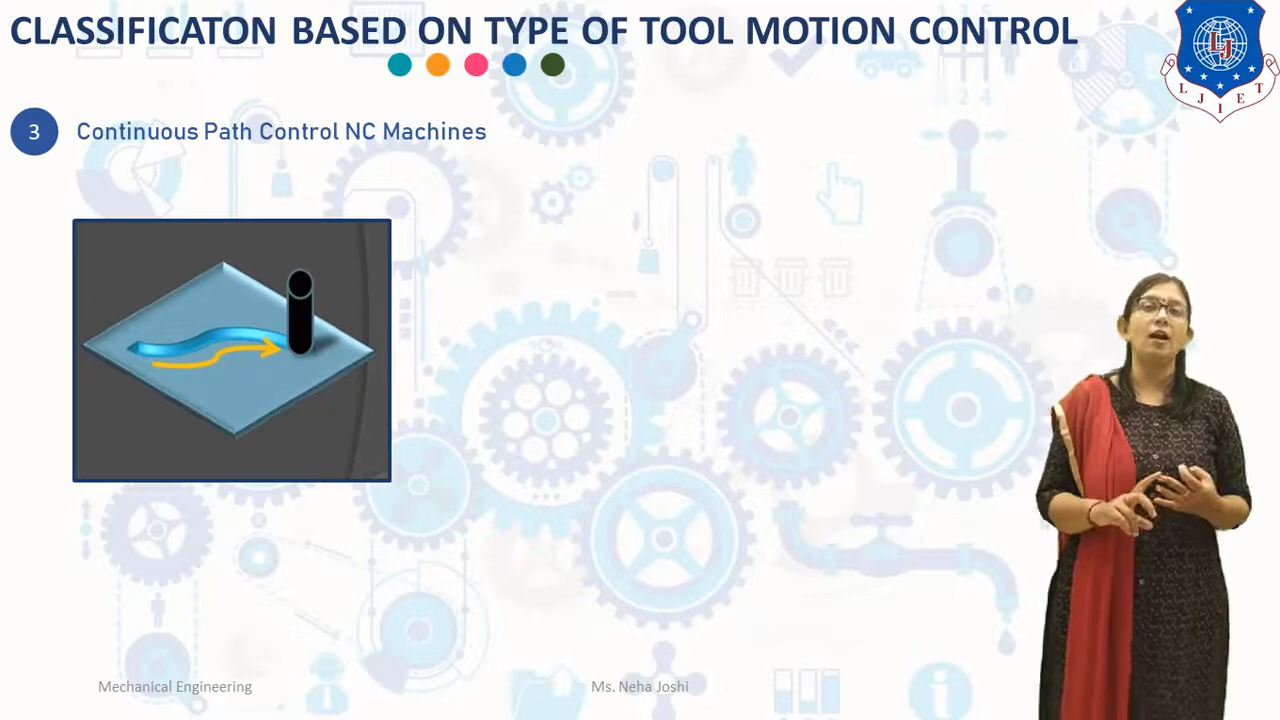 CLASSIFICATON BASED ON TYPE OF TOOL MOTION CONTROL
LJIET
3 Continuous Path Control NC Machines
Mechanical Engineering
Ms. Neha Joshi